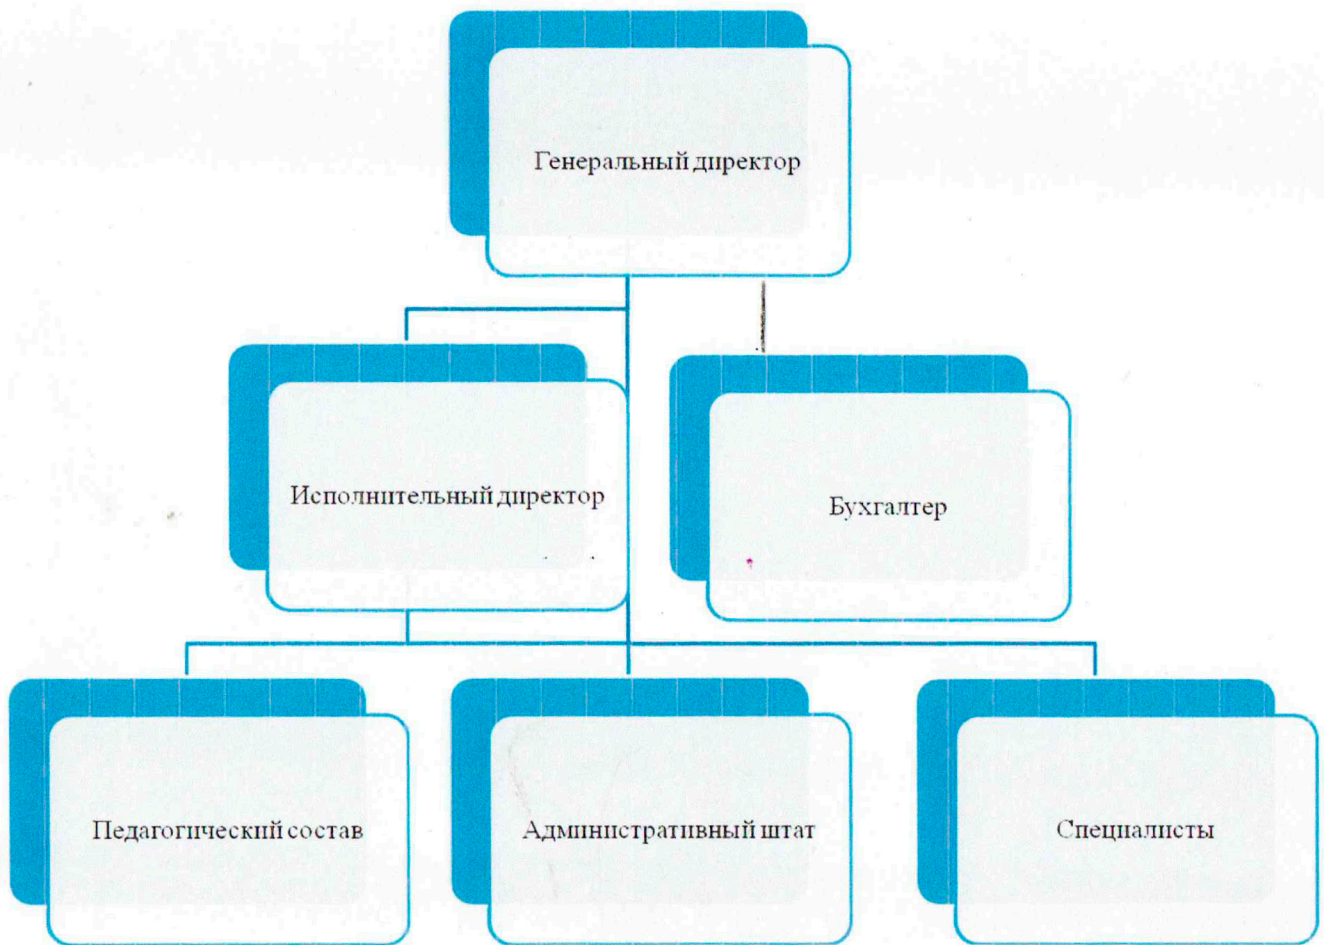 Генеральный директор
Исполнительный директор
Бухгалтер
Педагогический состав
Административный штат
Специалисты